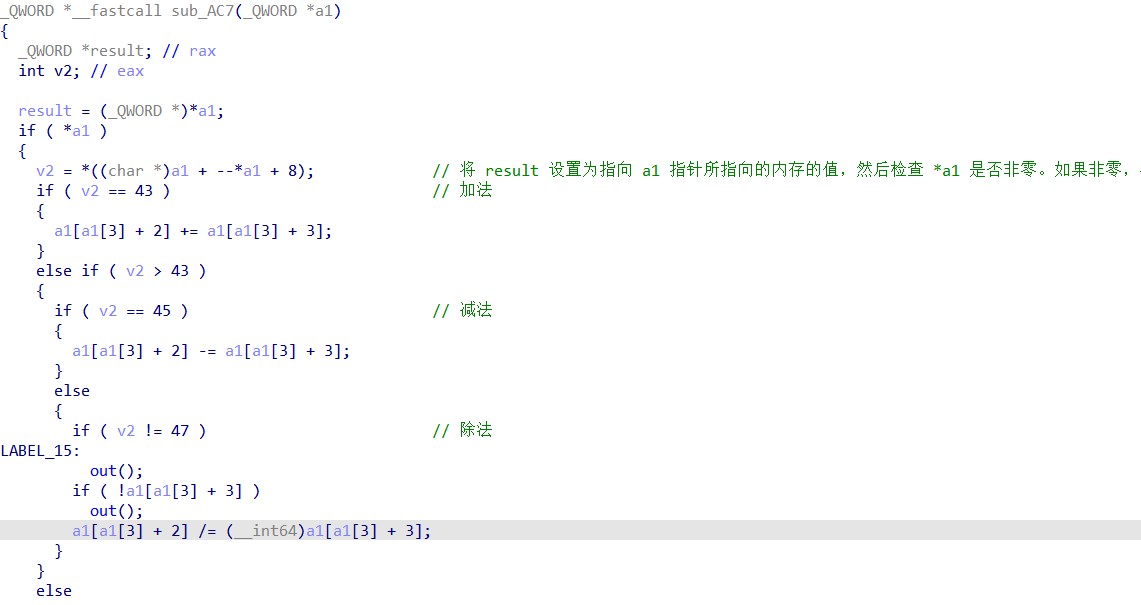 _QWORD *__fastcall sub_AC7(_QWORD *a1)
{
  _QWORD *result; // rax
  int v2; // eax

  result = (_QWORD *)*a1;
  if ( *a1 )
  {
    v2 = *((char *)a1 + --*a1 + 8);             // 将 result 设置为指向 a1 指针所指向的内存的值，然后检查 *a1 是否非零。如果非零，
    if ( v2 == 43 )                             // 加法
    {
      a1[a1[3] + 2] += a1[a1[3] + 3];
    }
    else if ( v2 > 43 )
    {
      if ( v2 == 45 )                           // 减法
      {
        a1[a1[3] + 2] -= a1[a1[3] + 3];
      }
      else
      {
        if ( v2 != 47 )                         // 除法
LABEL_15:
          out();
        if ( !a1[a1[3] + 3] )
          out();
        a1[a1[3] + 2] /= (__int64)a1[a1[3] + 3];
      }
    }
    else